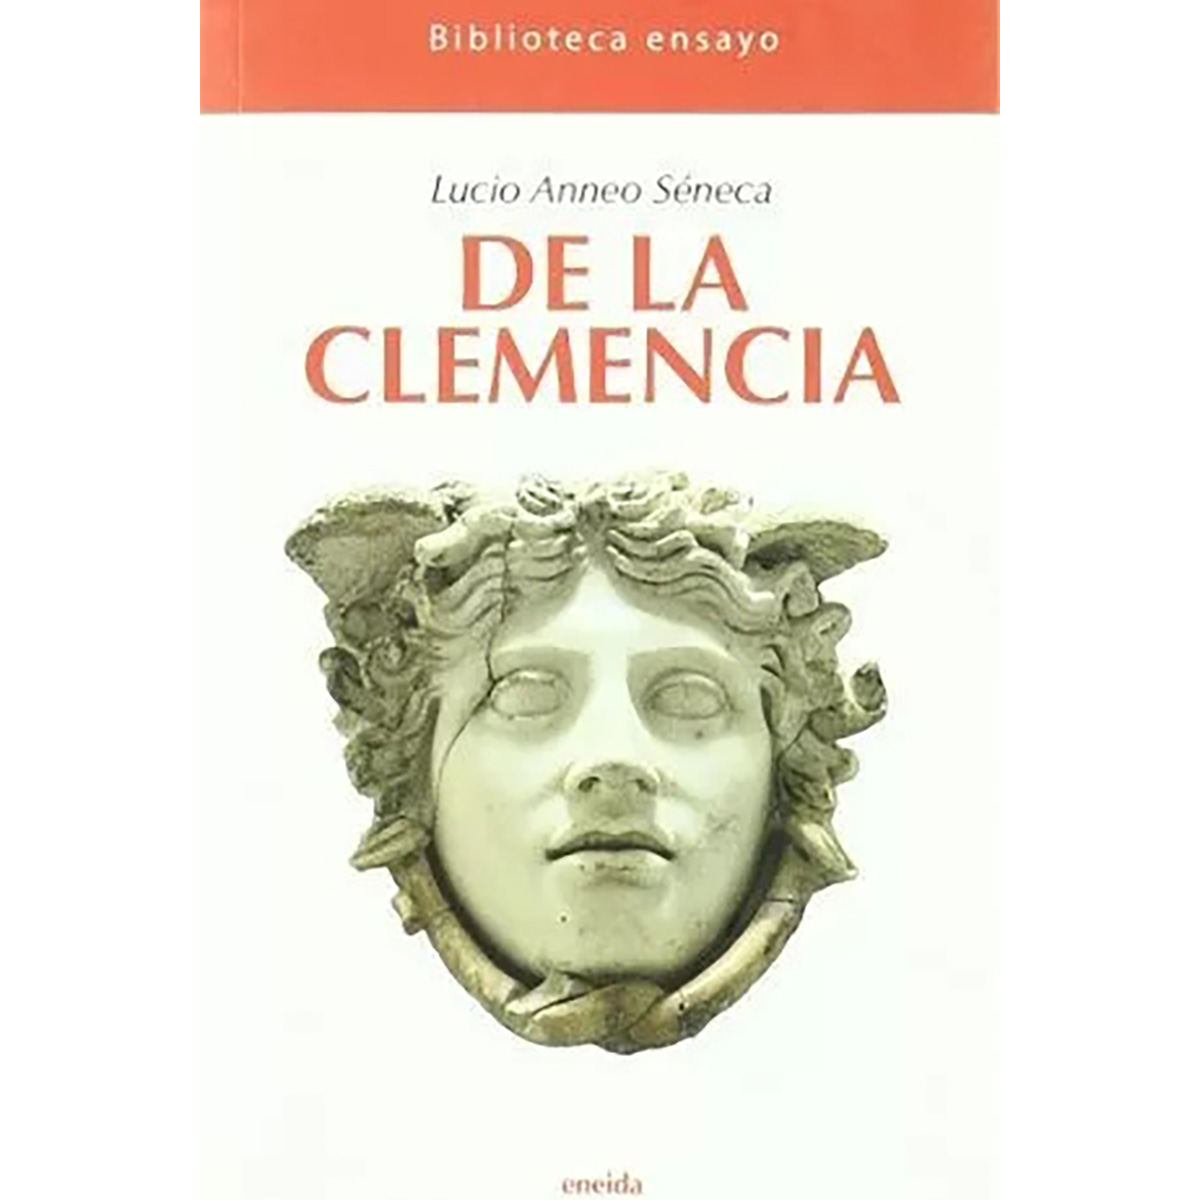 Biblioteca ensayo
Lucio Anneo Séneca
DE LA
CLEMENCIA
eneida